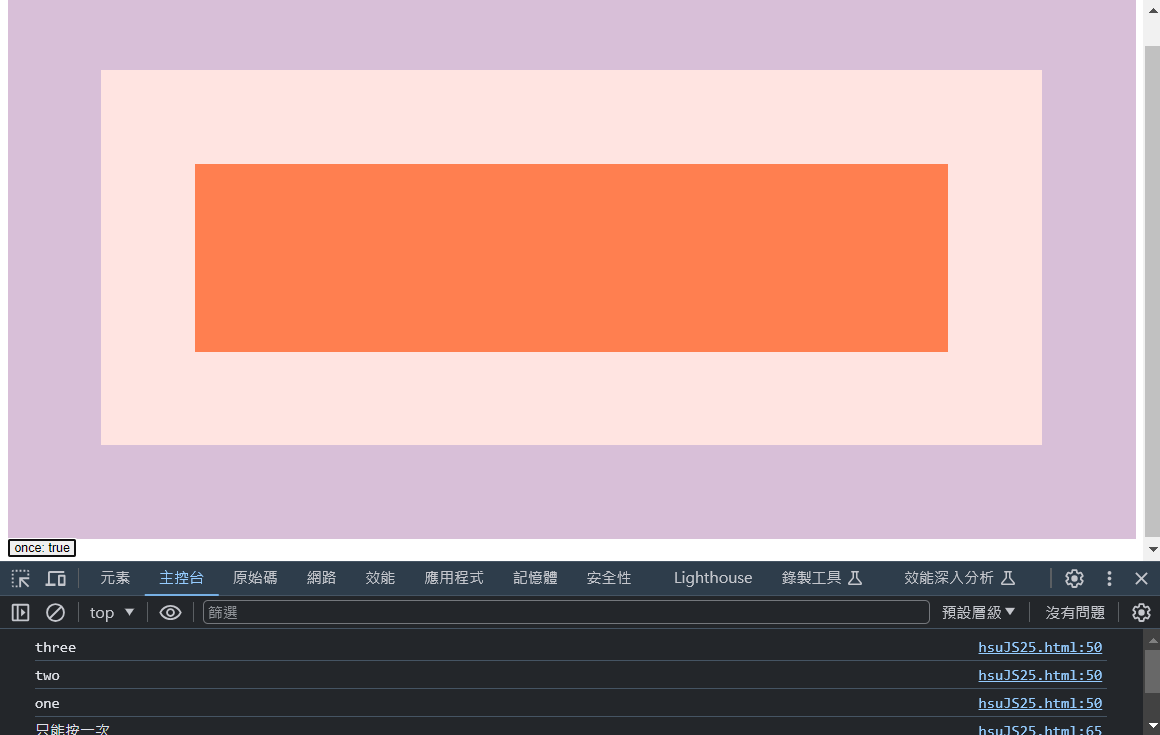 once: true
元素 主控台 原始碼 網路 效能 應用程式 記憶體 安全性 Lighthouse 錄製工具 效能深入分析
top 篩選 預設層級 沒有問題
three hsuJS25.html:50
two hsuJS25.html:50
one hsuJS25.html:50
只能按一次 hsuJS25.html:65